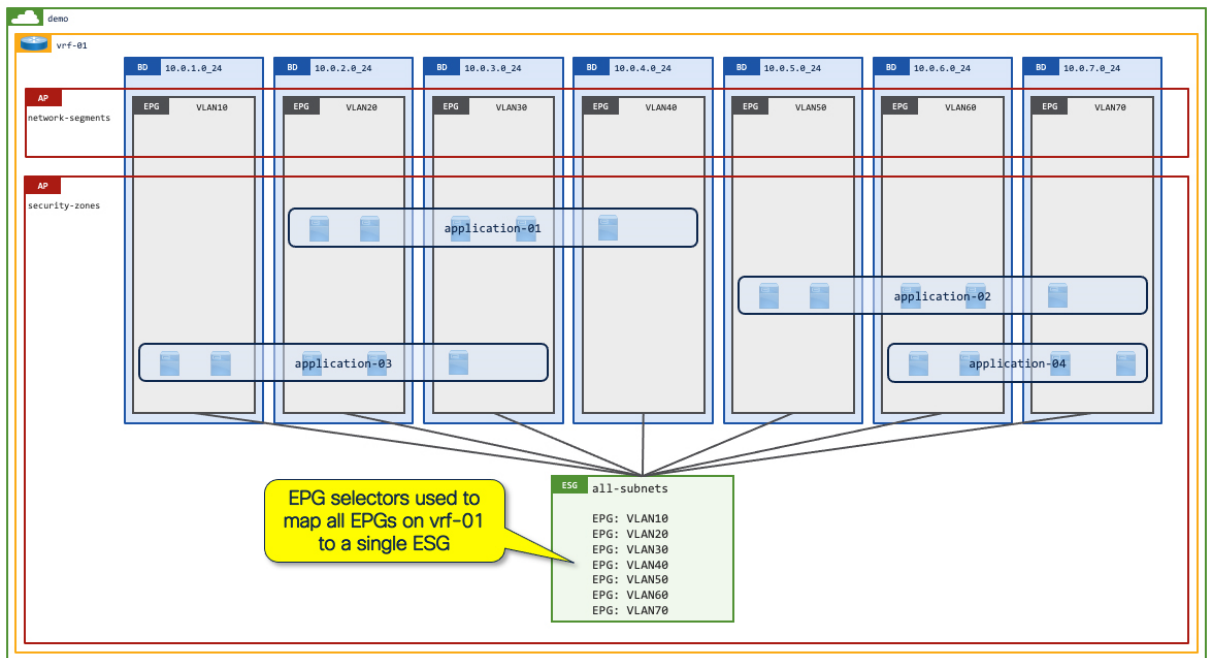 demo
vrf-01
BD 10.0.1.0_24
BD 10.0.2.0_24
BD 10.0.3.0_24
BD 10.0.4.0_24
BD 10.0.5.0_24
BD 10.0.6.0_24
BD 10.0.7.0_24
AP
network-segments
EPG VLAN10
EPG VLAN20
EPG VLAN30
EPG VLAN40
EPG VLAN50
EPG VLAN60
EPG VLAN70
AP
security-zones
application-01
application-02
application-03
application-04
ESG all-subnets
EPG: VLAN10
EPG: VLAN20
EPG: VLAN30
EPG: VLAN40
EPG: VLAN50
EPG: VLAN60
EPG: VLAN70
EPG selectors used to
map all EPGs on vrf-01
to a single ESG